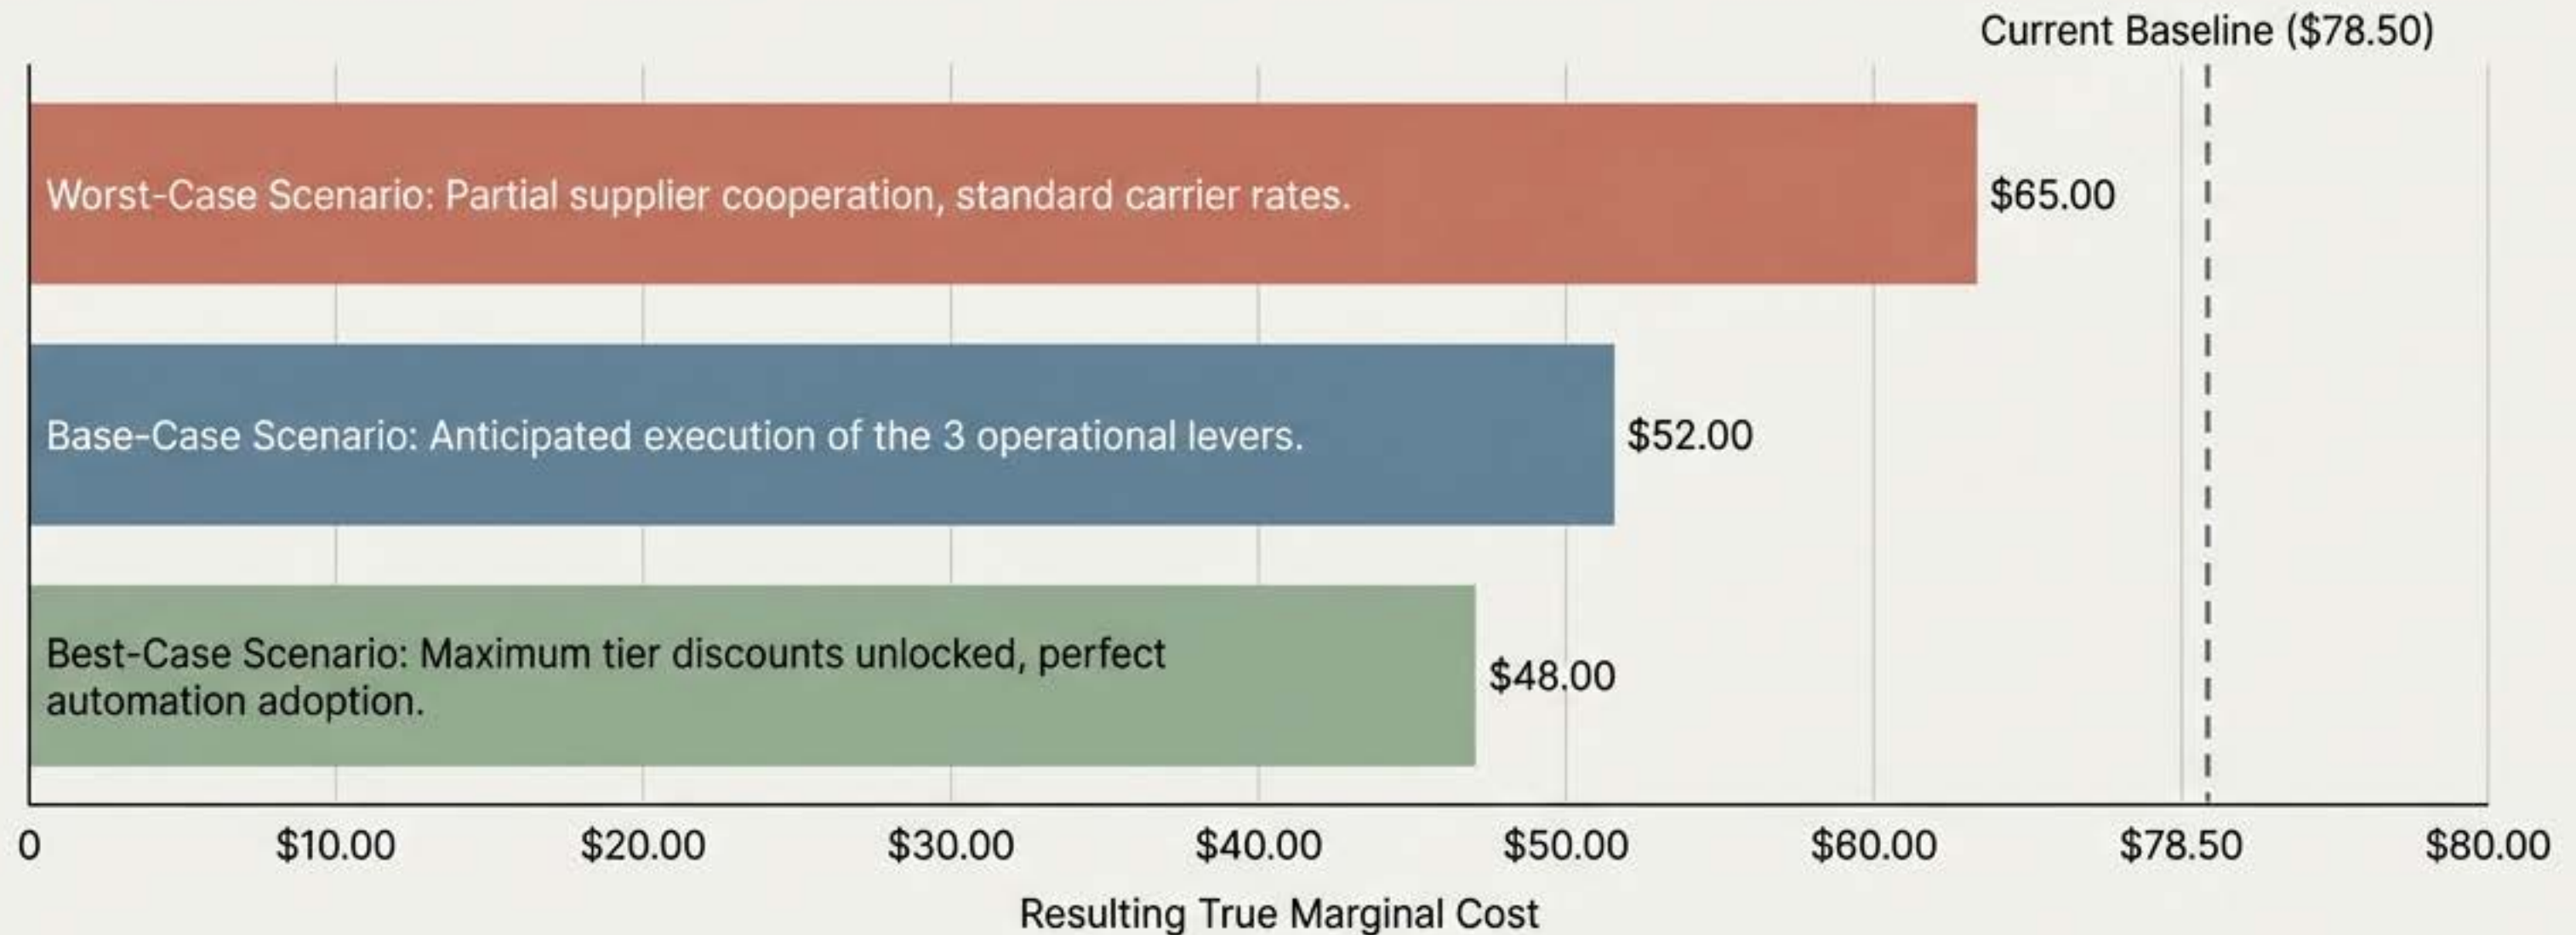 Current Baseline ($78.50)
Worst-Case Scenario: Partial supplier cooperation, standard carrier rates.
$65.00
Base-Case Scenario: Anticipated execution of the 3 operational levers.
$52.00
Best-Case Scenario: Maximum tier discounts unlocked, perfect
automation adoption.
$48.00
0 $10.00 $20.00 $30.00 $40.00 $50.00 $60.00 $78.50 $80.00
Resulting True Marginal Cost